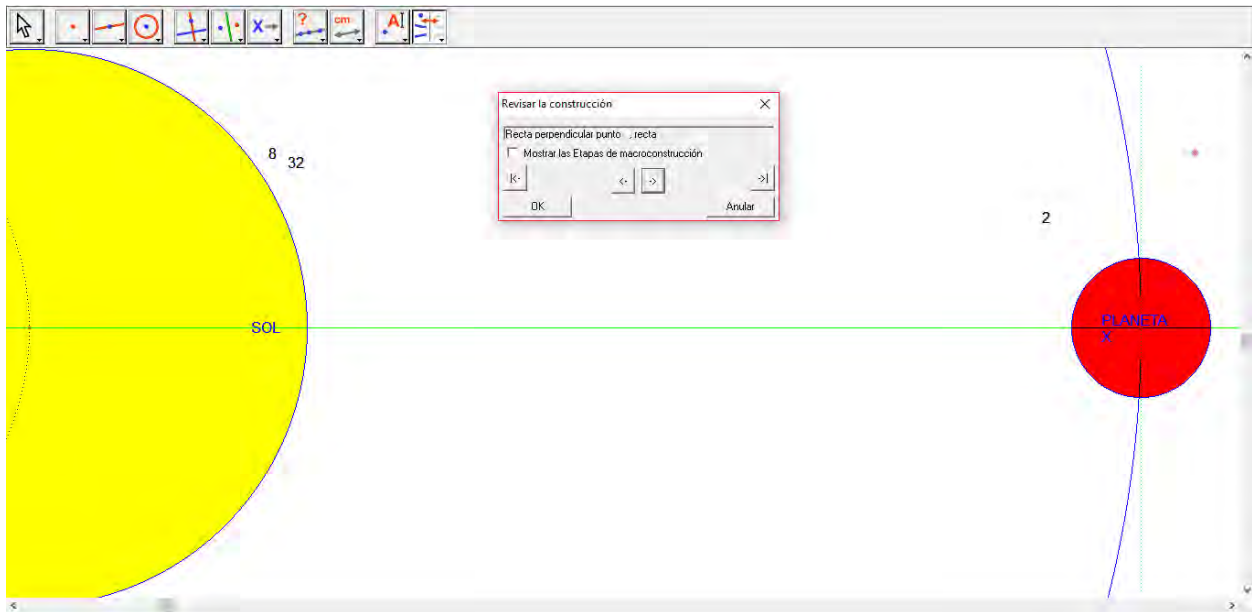 ?
cm
A
Revisar la construcción
Recta perpendicular punto , recta
Mostrar las Etapas de macroconstrucción
|<-
<-
->
->|
OK
Anular
8
32
2
SOL
PLANETA
X